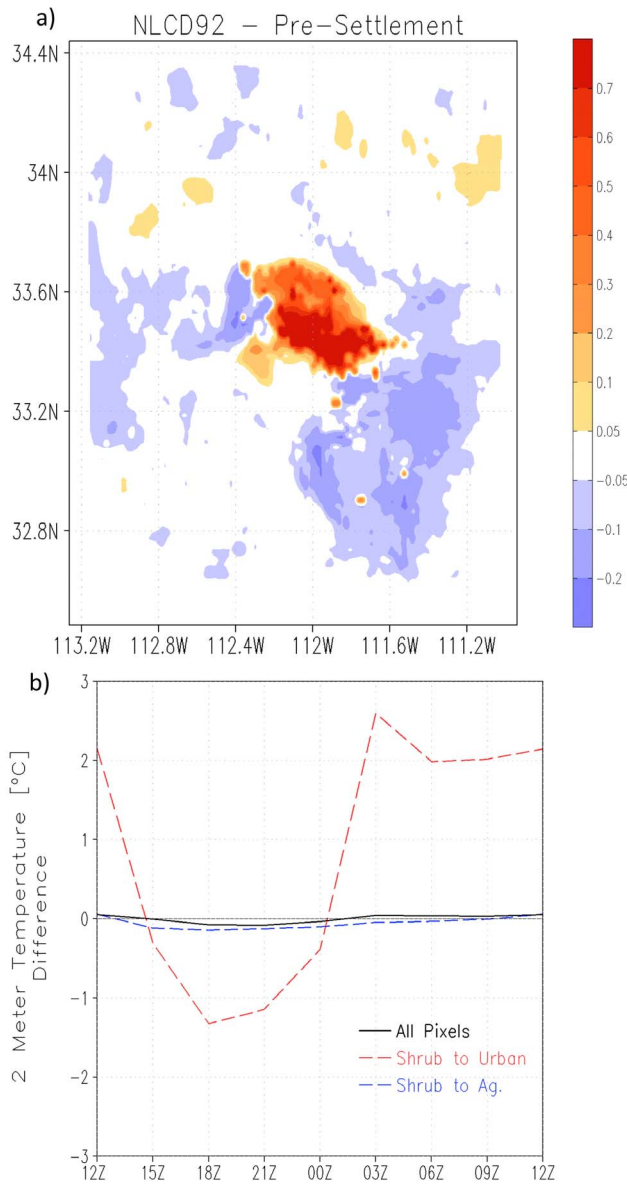 a)
NLCD92 – Pre-Settlement
34.4N
34N
33.6N
33.2N
32.8N
113.2W 112.8W 112.4W 112W 111.6W 111.2W
0.7
0.6
0.5
0.4
0.3
0.2
0.1
0.05
-0.05
-0.1
-0.2
b)
2 Meter Temperature [°C]
Difference
3
2
1
0
-1
-2
-3
All Pixels
Shrub to Urban
Shrub to Ag.
12Z 15Z 18Z 21Z 00Z 03Z 06Z 09Z 12Z